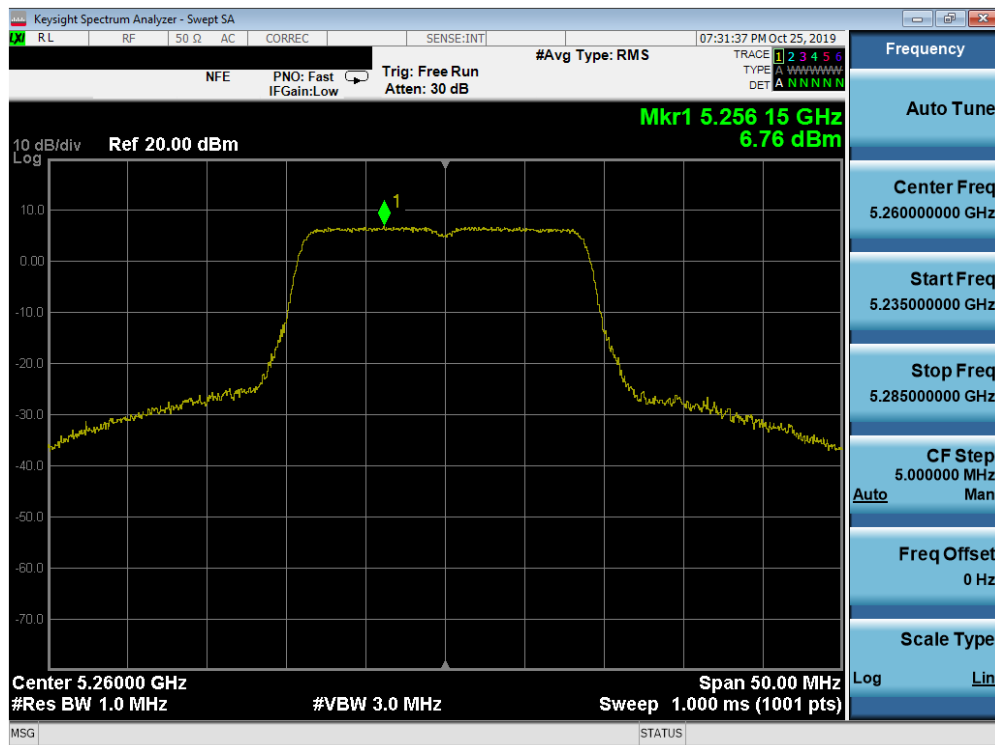 Keysight Spectrum Analyzer - Swept SA
LXI RL RF 50 Ω AC CORREC SENSE:INT 07:31:37 PM Oct 25, 2019
#Avg Type: RMS TRACE 1 2 3 4 5 6
NFE PNO: Fast Trig: Free Run TYPE A WWWWW
IFGain:Low Atten: 30 dB DET A N N N N N
Mkr1 5.256 15 GHz
10 dB/div Ref 20.00 dBm 6.76 dBm
Log
1
10.0
0.00
-10.0
-20.0
-30.0
-40.0
-50.0
-60.0
-70.0
Center 5.26000 GHz Span 50.00 MHz
#Res BW 1.0 MHz #VBW 3.0 MHz Sweep 1.000 ms (1001 pts)
MSG STATUS
Frequency
Auto Tune
Center Freq
5.260000000 GHz
Start Freq
5.235000000 GHz
Stop Freq
5.285000000 GHz
CF Step
5.000000 MHz
Auto Man
Freq Offset
0 Hz
Scale Type
Log Lin